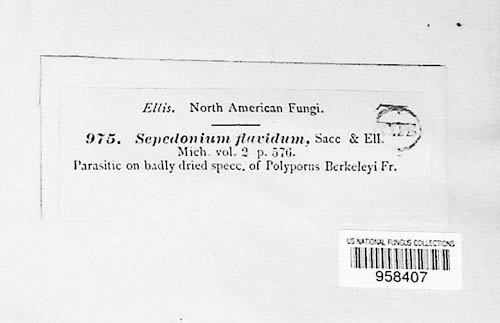 Ellis. North American Fungi.
975. Sepedonium flavidum, Sacc & Ell.
Mich. vol. 2 p. 576.
Parasitic on badly dried specc. of Polyporus Berkeleyi Fr.
US NATIONAL FUNGUS COLLECTIONS
958407